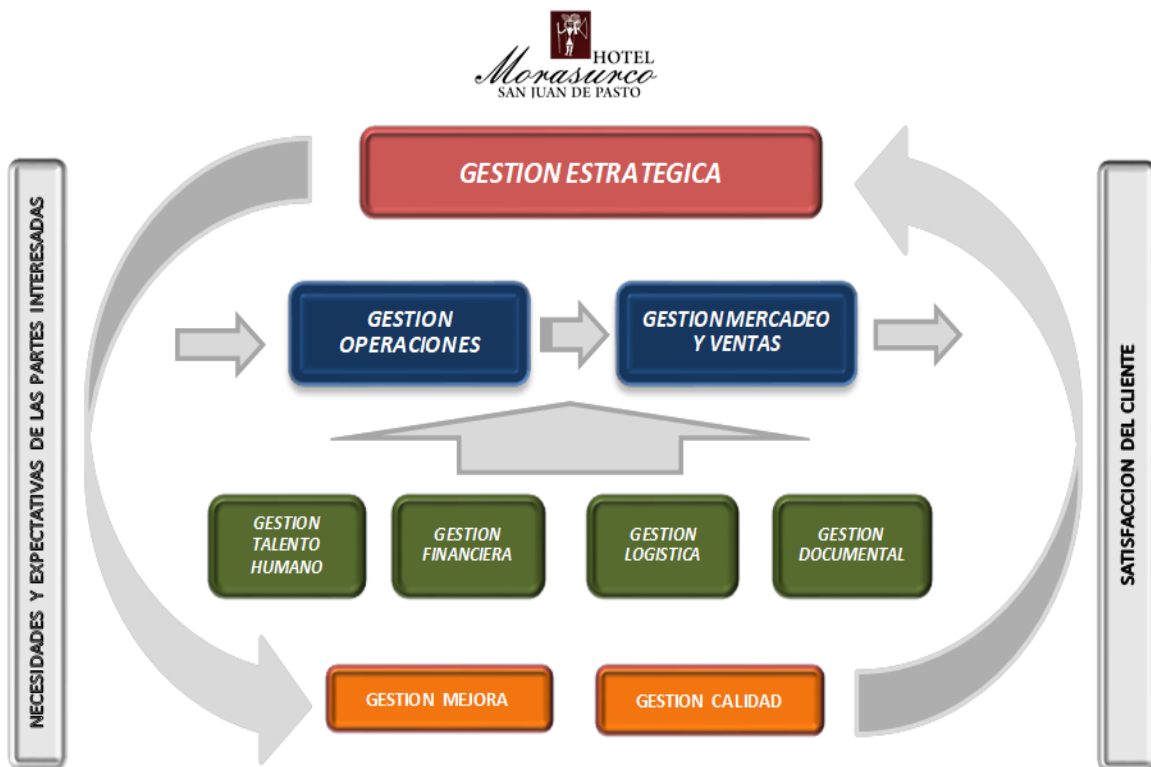 HOTEL
Morasurco
SAN JUAN DE PASTO
GESTION ESTRATEGICA
NECESIDADES Y EXPECTATIVAS DE LAS PARTES INTERESADAS
GESTION
OPERACIONES
GESTION MERCADEO
Y VENTAS
GESTION
TALENTO
HUMANO
GESTION
FINANCIERA
GESTION
LOGISTICA
GESTION
DOCUMENTAL
GESTION MEJORA
GESTION CALIDAD
SATISFACCION DEL CLIENTE